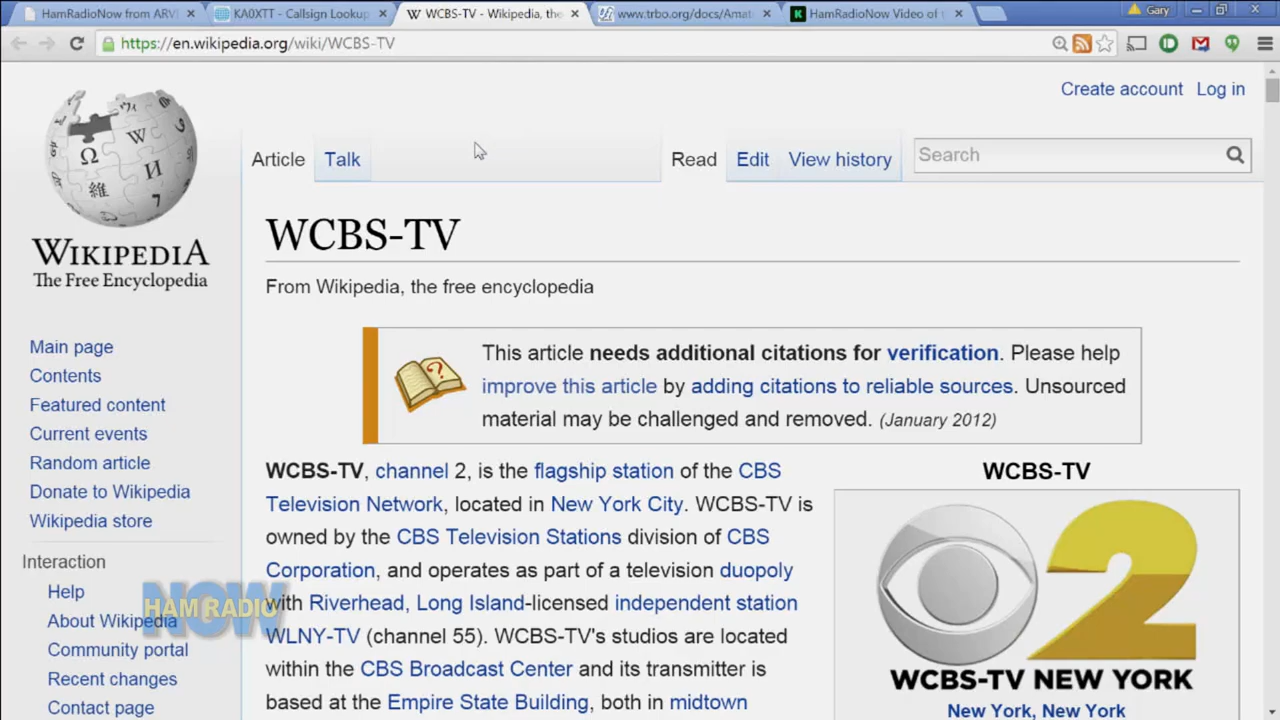 HamRadioNow from ARV
KA0XTT - Callsign Lookup
W WCBS-TV - Wikipedia, the
www.trbo.org/docs/Amat
K HamRadioNow Video of t
Gary
https://en.wikipedia.org/wiki/WCBS-TV
Create account Log in
Article Talk Read Edit View history Search
WIKIPEDIA
The Free Encyclopedia
WCBS-TV
From Wikipedia, the free encyclopedia
This article needs additional citations for verification. Please help
improve this article by adding citations to reliable sources. Unsourced
material may be challenged and removed. (January 2012)
Main page
Contents
Featured content
Current events
Random article
Donate to Wikipedia
Wikipedia store
Interaction
Help
About Wikipedia
Community portal
Recent changes
Contact page
NOW
HAM RADIO
WCBS-TV, channel 2, is the flagship station of the CBS
Television Network, located in New York City. WCBS-TV is
owned by the CBS Television Stations division of CBS
Corporation, and operates as part of a television duopoly
with Riverhead, Long Island-licensed independent station
WLNY-TV (channel 55). WCBS-TV's studios are located
within the CBS Broadcast Center and its transmitter is
based at the Empire State Building, both in midtown
WCBS-TV
2
WCBS-TV NEW YORK
New York, New York